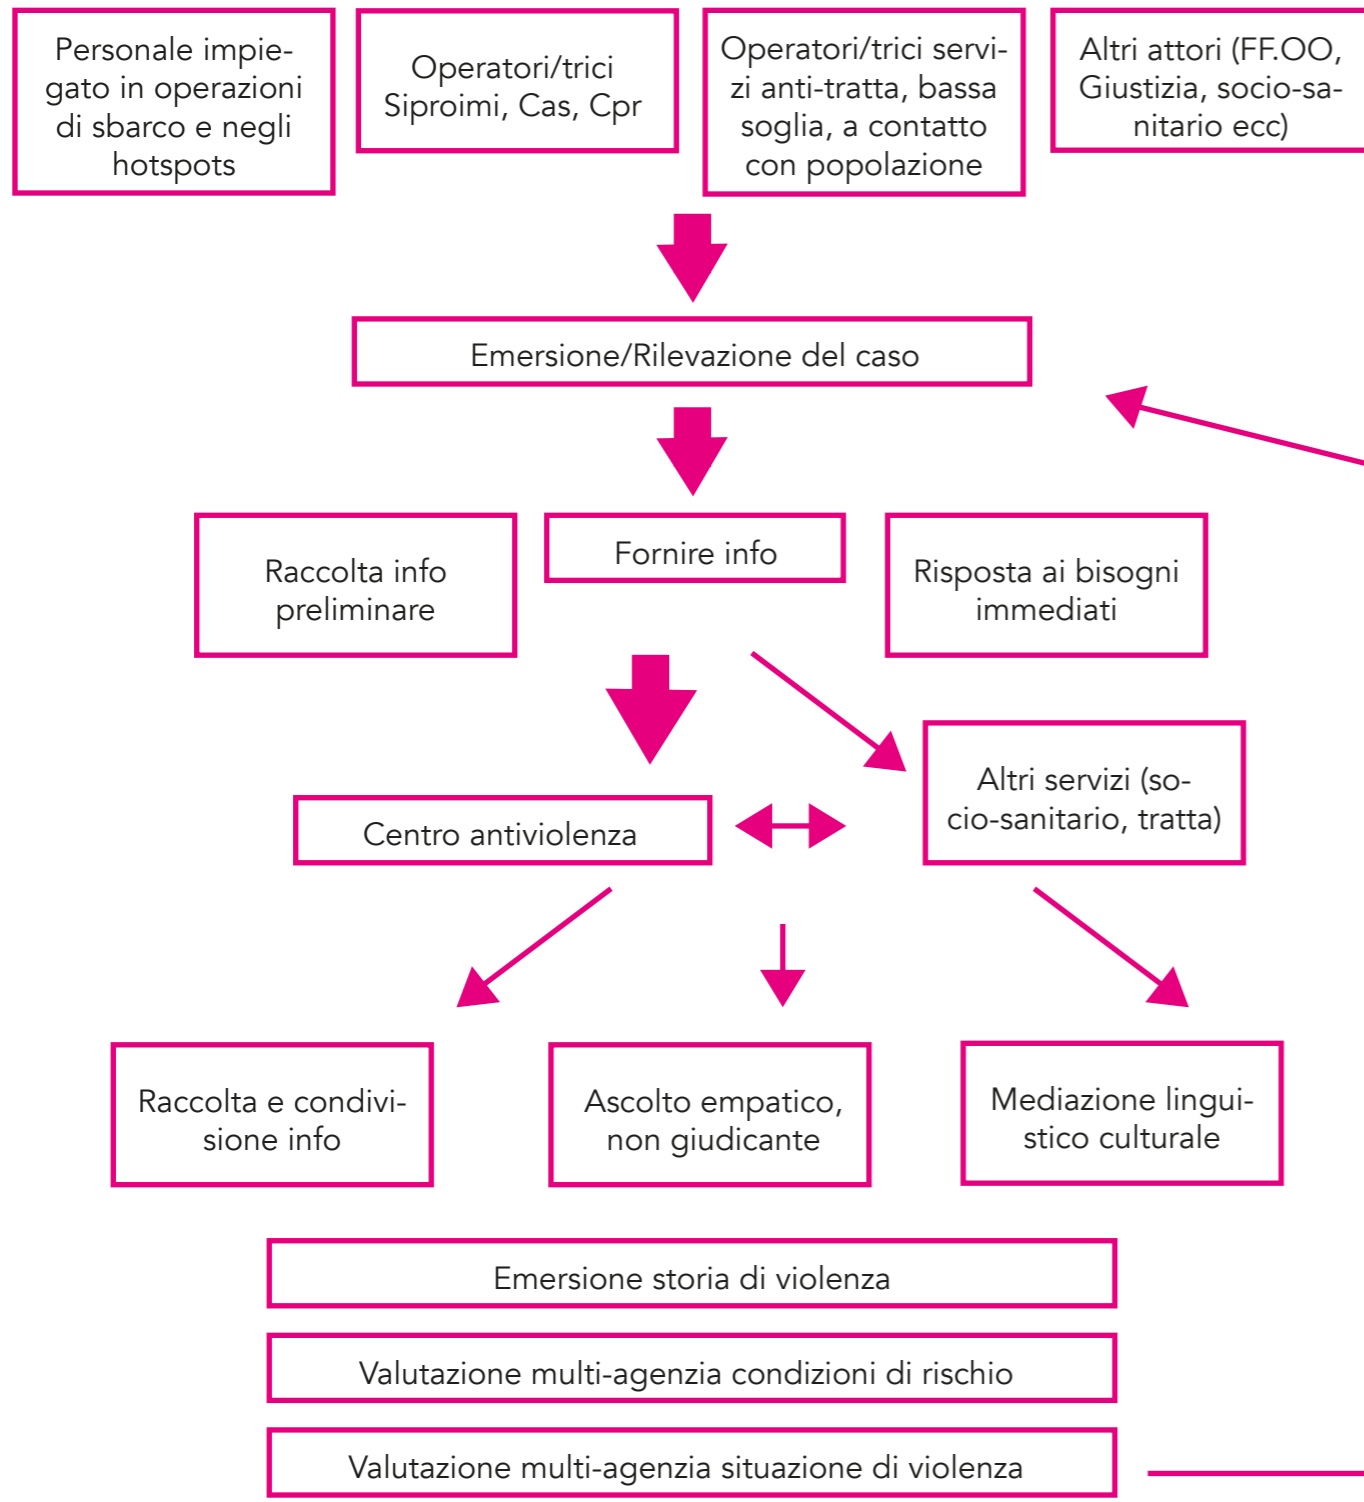 Personale impie-
gato in operazioni
di sbarco e negli
hotspots
Operatori/trici
Siproimi, Cas, Cpr
Operatori/trici servi-
zi anti-tratta, bassa
soglia, a contatto
con popolazione
Altri attori (FF.OO,
Giustizia, socio-sa-
nitario ecc)
Emersione/Rilevazione del caso
Raccolta info
preliminare
Fornire info
Risposta ai bisogni
immediati
Centro antiviolenza
Altri servizi (so-
cio-sanitario, tratta)
Raccolta e condivi-
sione info
Ascolto empatico,
non giudicante
Mediazione lingui-
stico culturale
Emersione storia di violenza
Valutazione multi-agenzia condizioni di rischio
Valutazione multi-agenzia situazione di violenza